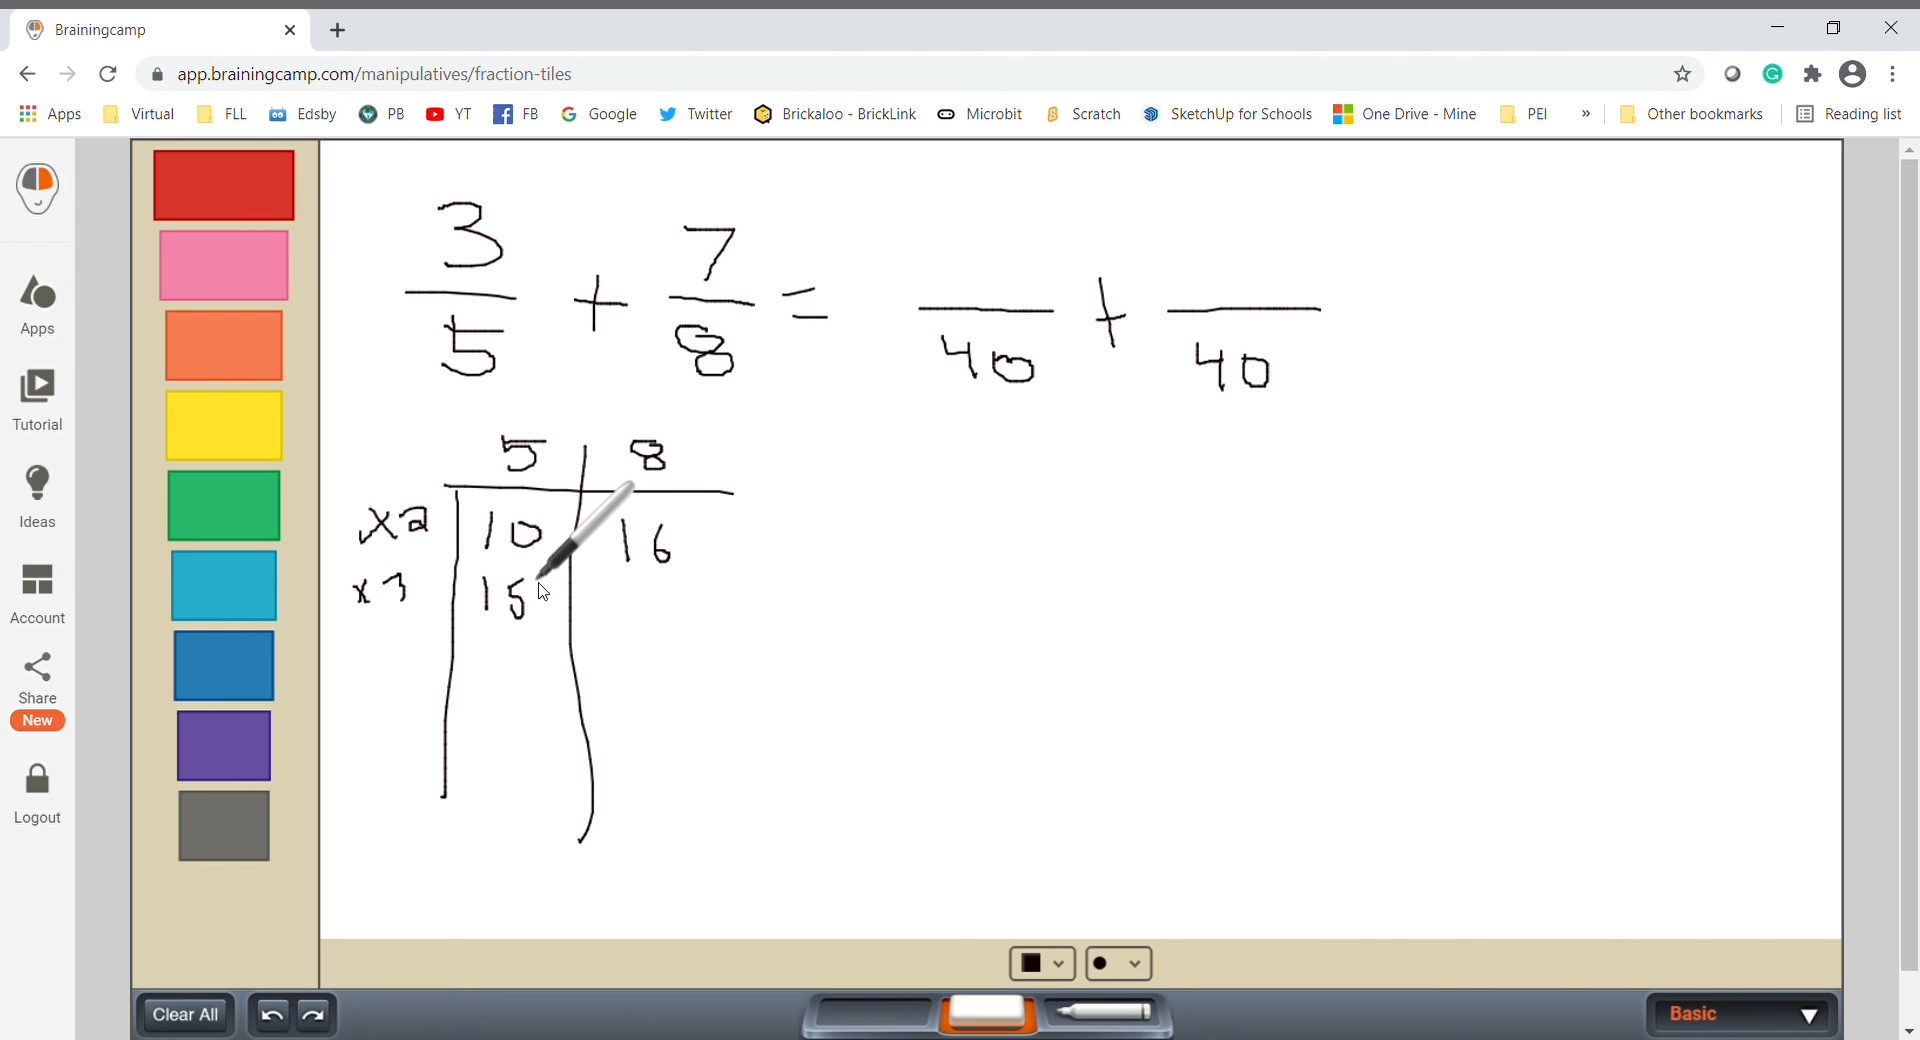 Brainingcamp
app.brainingcamp.com/manipulatives/fraction-tiles
Apps Virtual FLL Edsby PB YT FB Google Twitter Brickaloo - BrickLink Microbit Scratch SketchUp for Schools One Drive - Mine PEI » Other bookmarks Reading list
Apps
Tutorial
Ideas
Account
Share
New
Logout
3 7
+ = +
5 8 40 40
5 8
x2 10 16
x3 15
Clear All
Basic